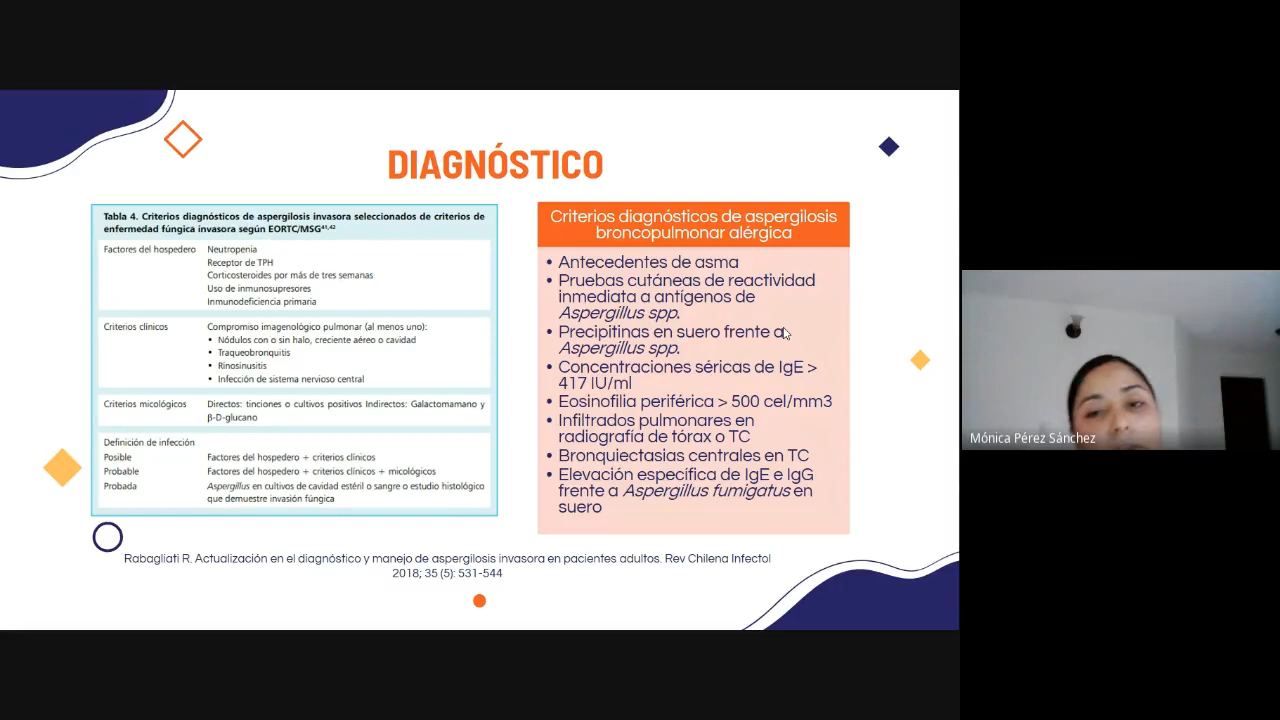 DIAGNÓSTICO
Tabla 4. Criterios diagnósticos de aspergilosis invasora seleccionados de criterios de
enfermedad fúngica invasora según EORTC/MSG41,42
Factores del hospedero
Neutropenia
Receptor de TPH
Corticosteroides por más de tres semanas
Uso de inmunosupresores
Inmunodeficiencia primaria
Criterios clínicos
Compromiso imagenológico pulmonar (al menos uno):
• Nódulos con o sin halo, creciente aéreo o cavidad
• Traqueobronquitis
• Rinosinusitis
• Infección de sistema nervioso central
Criterios micológicos
Directos: tinciones o cultivos positivos Indirectos: Galactomamano y
β-D-glucano
Definición de infección
Posible
Factores del hospedero + criterios clínicos
Probable
Factores del hospedero + criterios clínicos + micológicos
Probada
Aspergillus en cultivos de cavidad estéril o sangre o estudio histológico
que demuestre invasión fúngica
Criterios diagnósticos de aspergilosis
broncopulmonar alérgica
• Antecedentes de asma
• Pruebas cutáneas de reactividad
inmediata a antígenos de
Aspergillus spp.
• Precipitinas en suero frente a
Aspergillus spp.
• Concentraciones séricas de IgE >
417 IU/ml
• Eosinofilia periférica > 500 cel/mm3
• Infiltrados pulmonares en
radiografía de tórax o TC
• Bronquiectasias centrales en TC
• Elevación específica de IgE e IgG
frente a Aspergillus fumigatus en
suero
Rabagliati R. Actualización en el diagnóstico y manejo de aspergilosis invasora en pacientes adultos. Rev Chilena Infectol
2018; 35 (5): 531-544
Mónica Pérez Sánchez